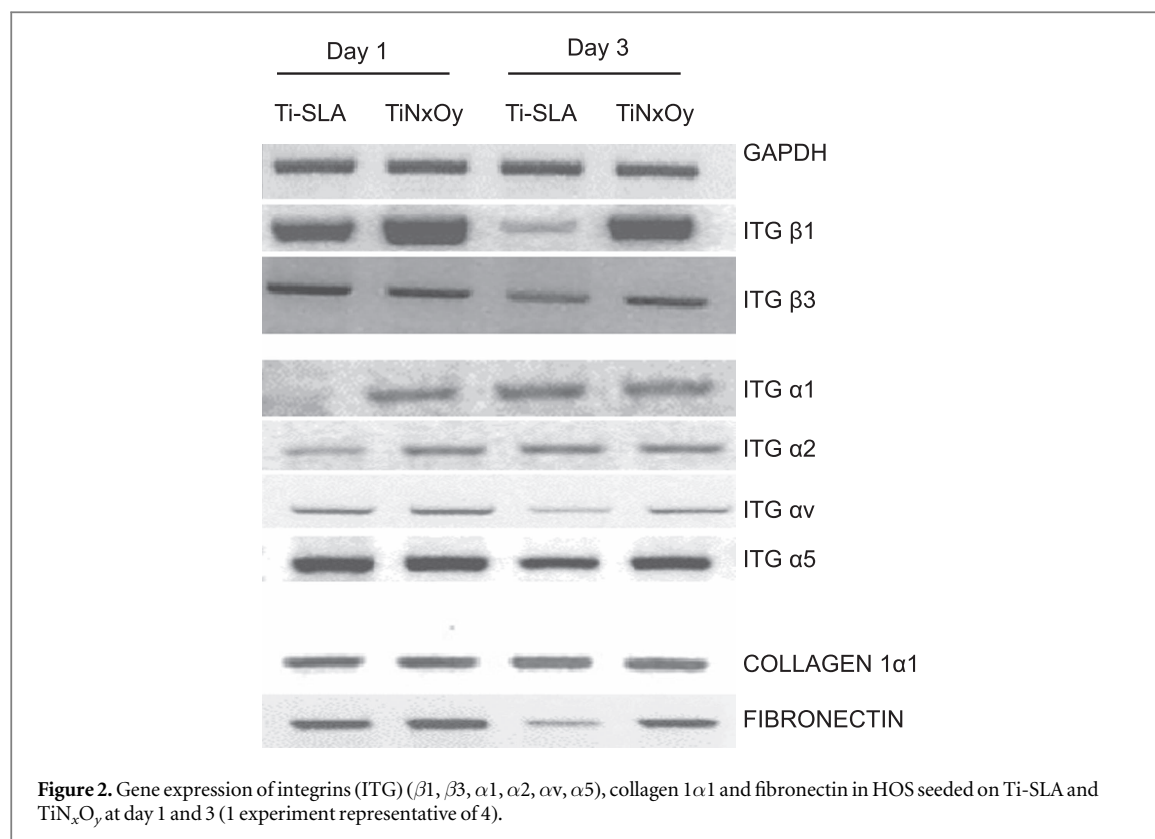 Day 1 Day 3
Ti-SLA TiNxOy Ti-SLA TiNxOy
GAPDH
ITG β1
ITG β3
ITG α1
ITG α2
ITG αv
ITG α5
COLLAGEN 1α1
FIBRONECTIN
Figure 2. Gene expression of integrins (ITG) (β1, β3, α1, α2, αv, α5), collagen 1α1 and fibronectin in HOS seeded on Ti-SLA and
TiNxOy at day 1 and 3 (1 experiment representative of 4).